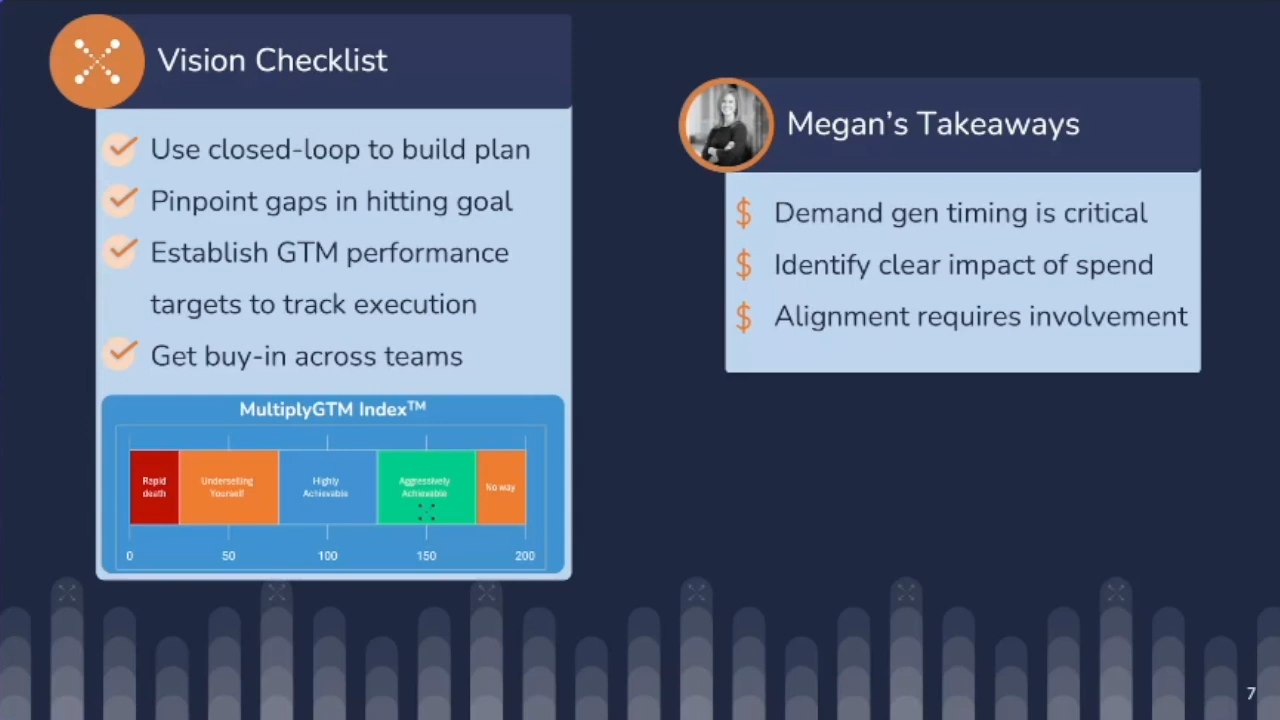 Vision Checklist
Use closed-loop to build plan
Pinpoint gaps in hitting goal
Establish GTM performance
targets to track execution
Get buy-in across teams
MultiplyGTM Index™
Rapid
death
Underselling
Yourself
Highly
Achievable
Aggressively
Achievable
No way
0 50 100 150 200
Megan’s Takeaways
$ Demand gen timing is critical
$ Identify clear impact of spend
$ Alignment requires involvement
7